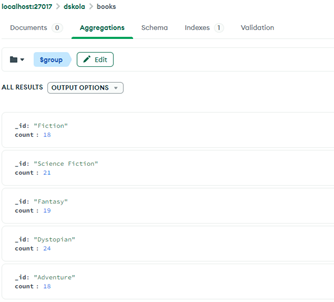 localhost:27017 > dskola > books
Documents 0 Aggregations Schema Indexes 1 Validation
$group Edit
ALL RESULTS OUTPUT OPTIONS
_id: "Fiction"
count : 18
_id: "Science Fiction"
count : 21
_id: "Fantasy"
count : 19
_id: "Dystopian"
count : 24
_id: "Adventure"
count : 18